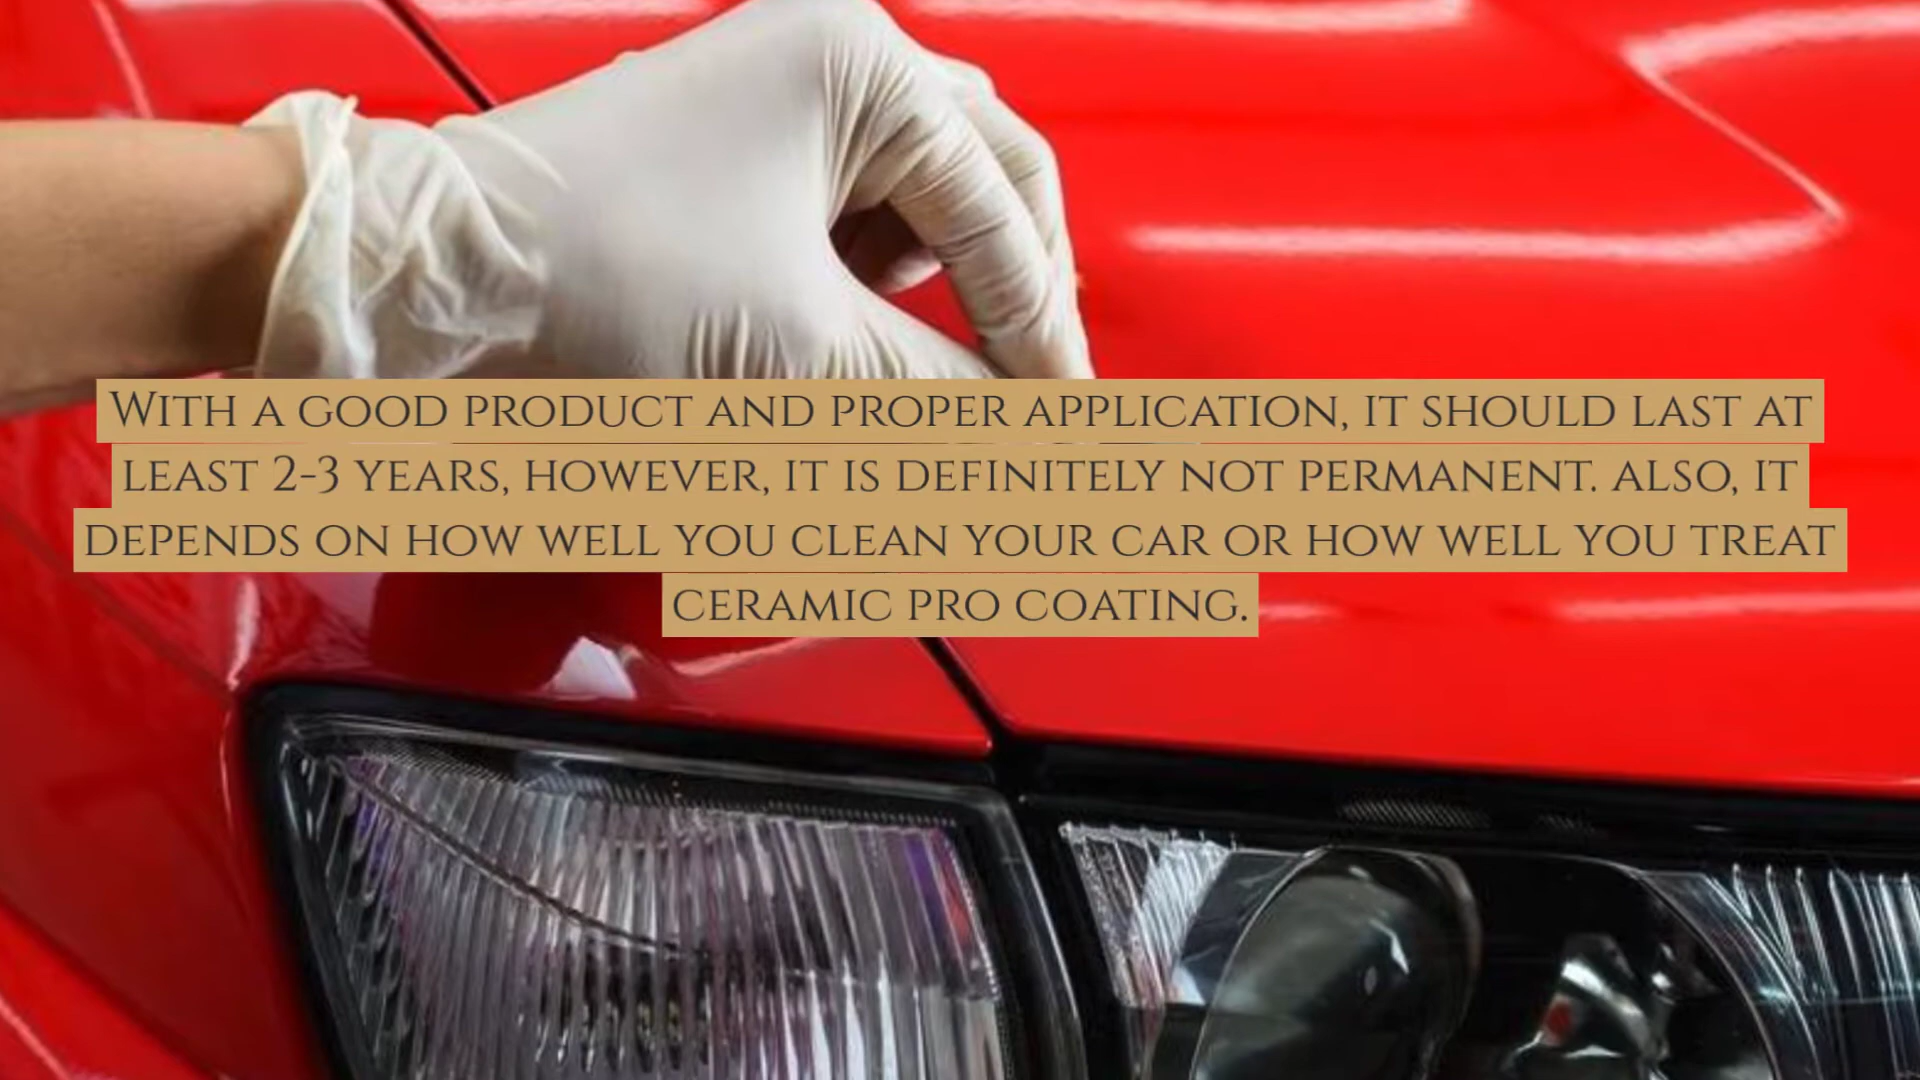 With a good product and proper application, it should last at
least 2-3 years, however, it is definitely not permanent. Also, it
depends on how well you clean your car or how well you treat
ceramic pro coating.